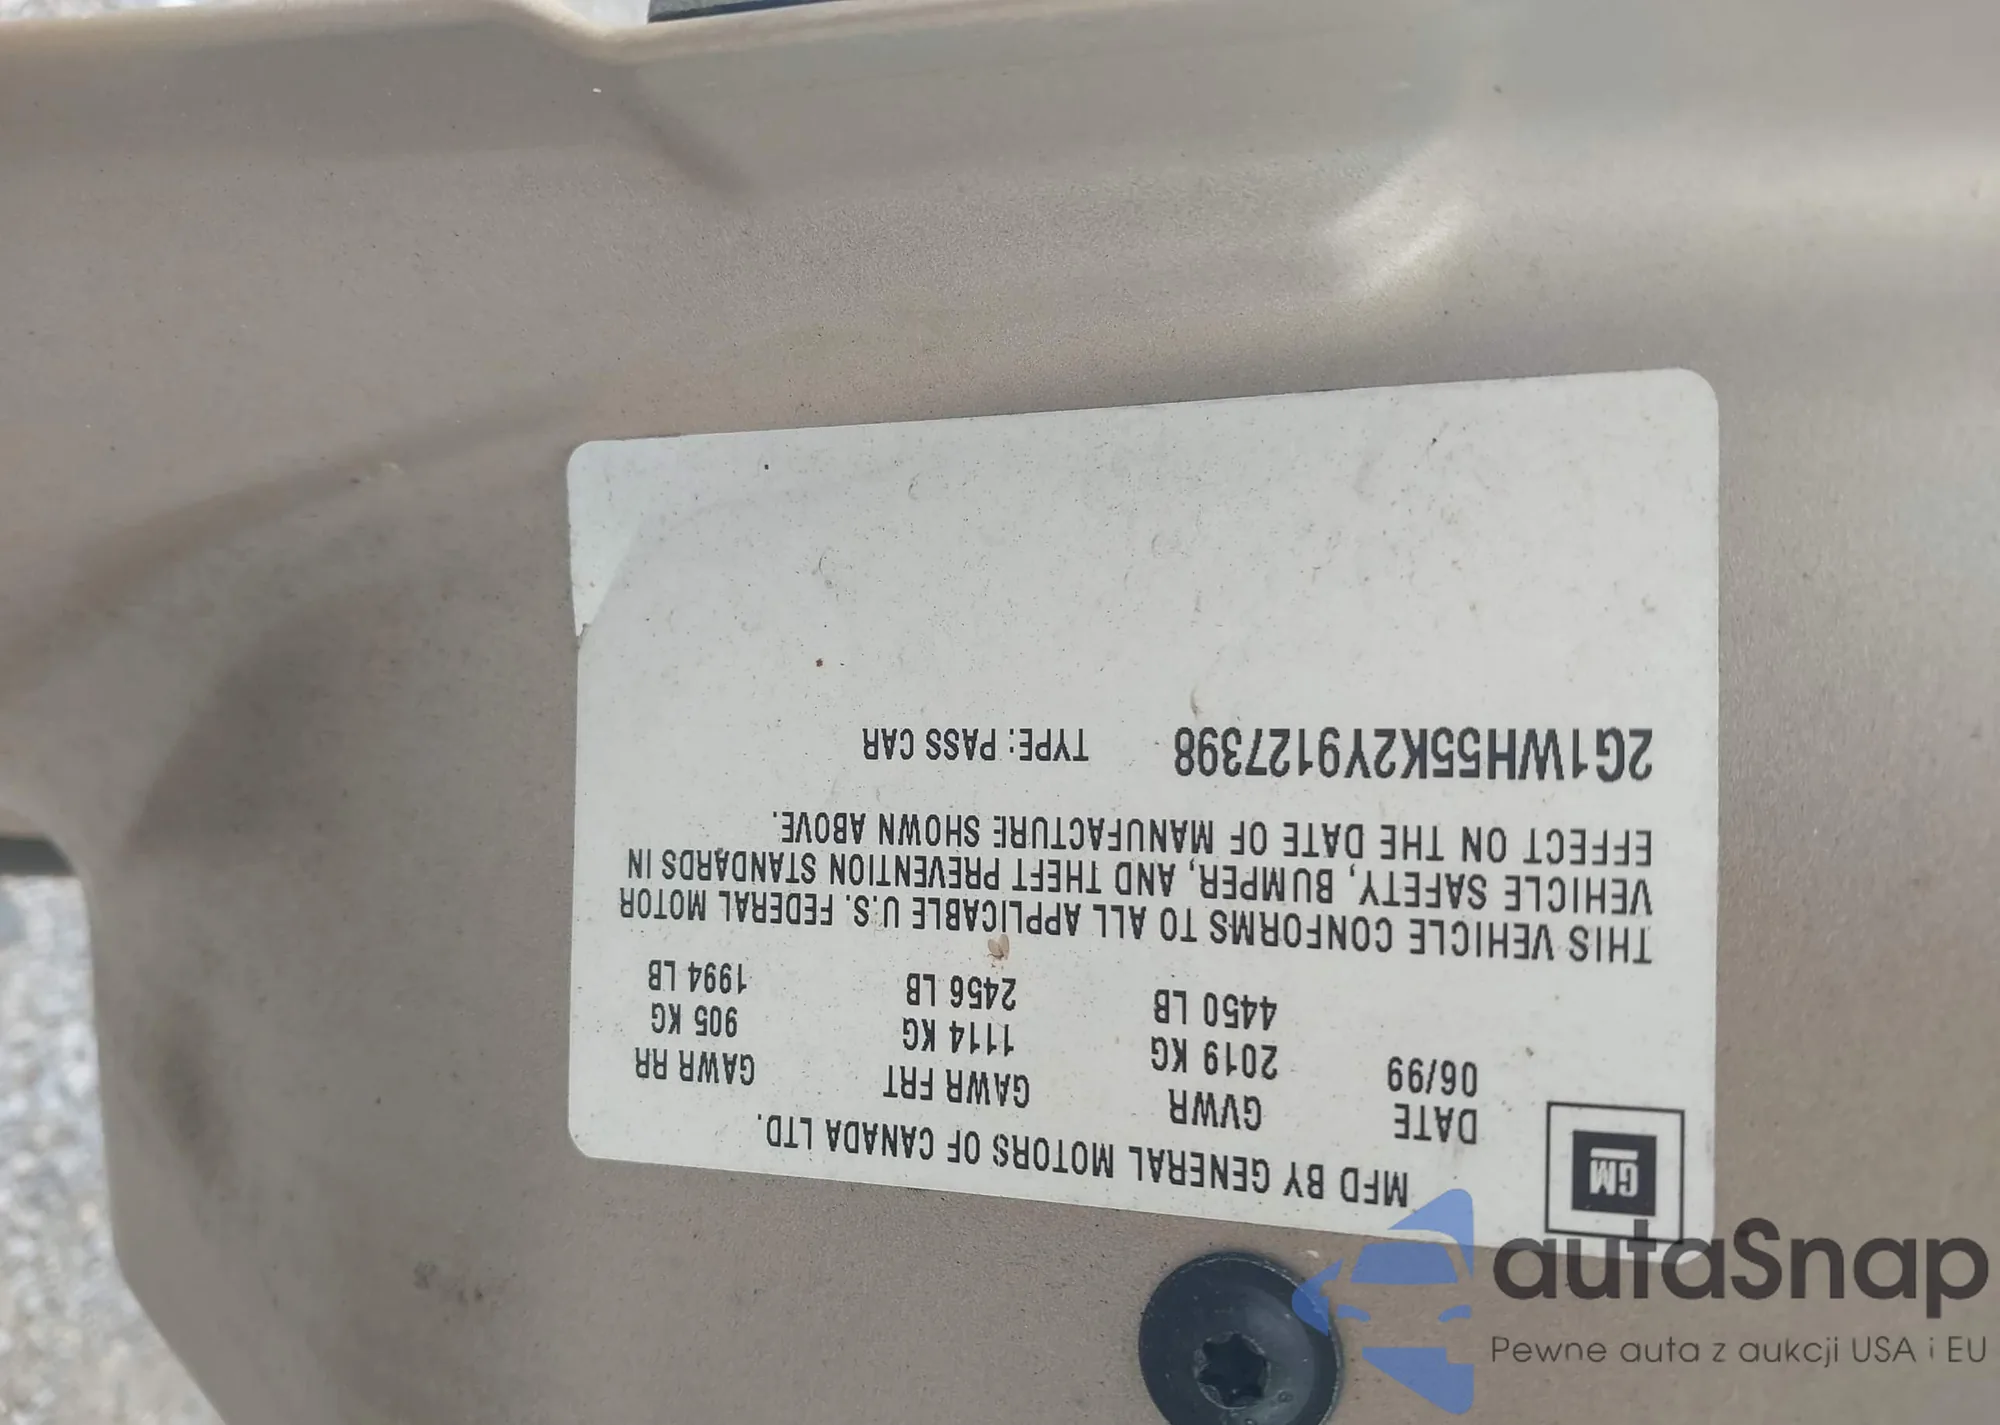 GM
MFD BY GENERAL MOTORS OF CANADA LTD.
DATE GVWR GAWR FRT GAWR RR
06/99 2019 KG 1114 KG 905 KG
4450 LB 2456 LB 1994 LB
THIS VEHICLE CONFORMS TO ALL APPLICABLE U.S. FEDERAL MOTOR
VEHICLE SAFETY, BUMPER, AND THEFT PREVENTION STANDARDS IN
EFFECT ON THE DATE OF MANUFACTURE SHOWN ABOVE.
2G1WH55K2Y9127398 TYPE: PASS CAR
autaSnap
Pewne auta z aukcji USA i EU